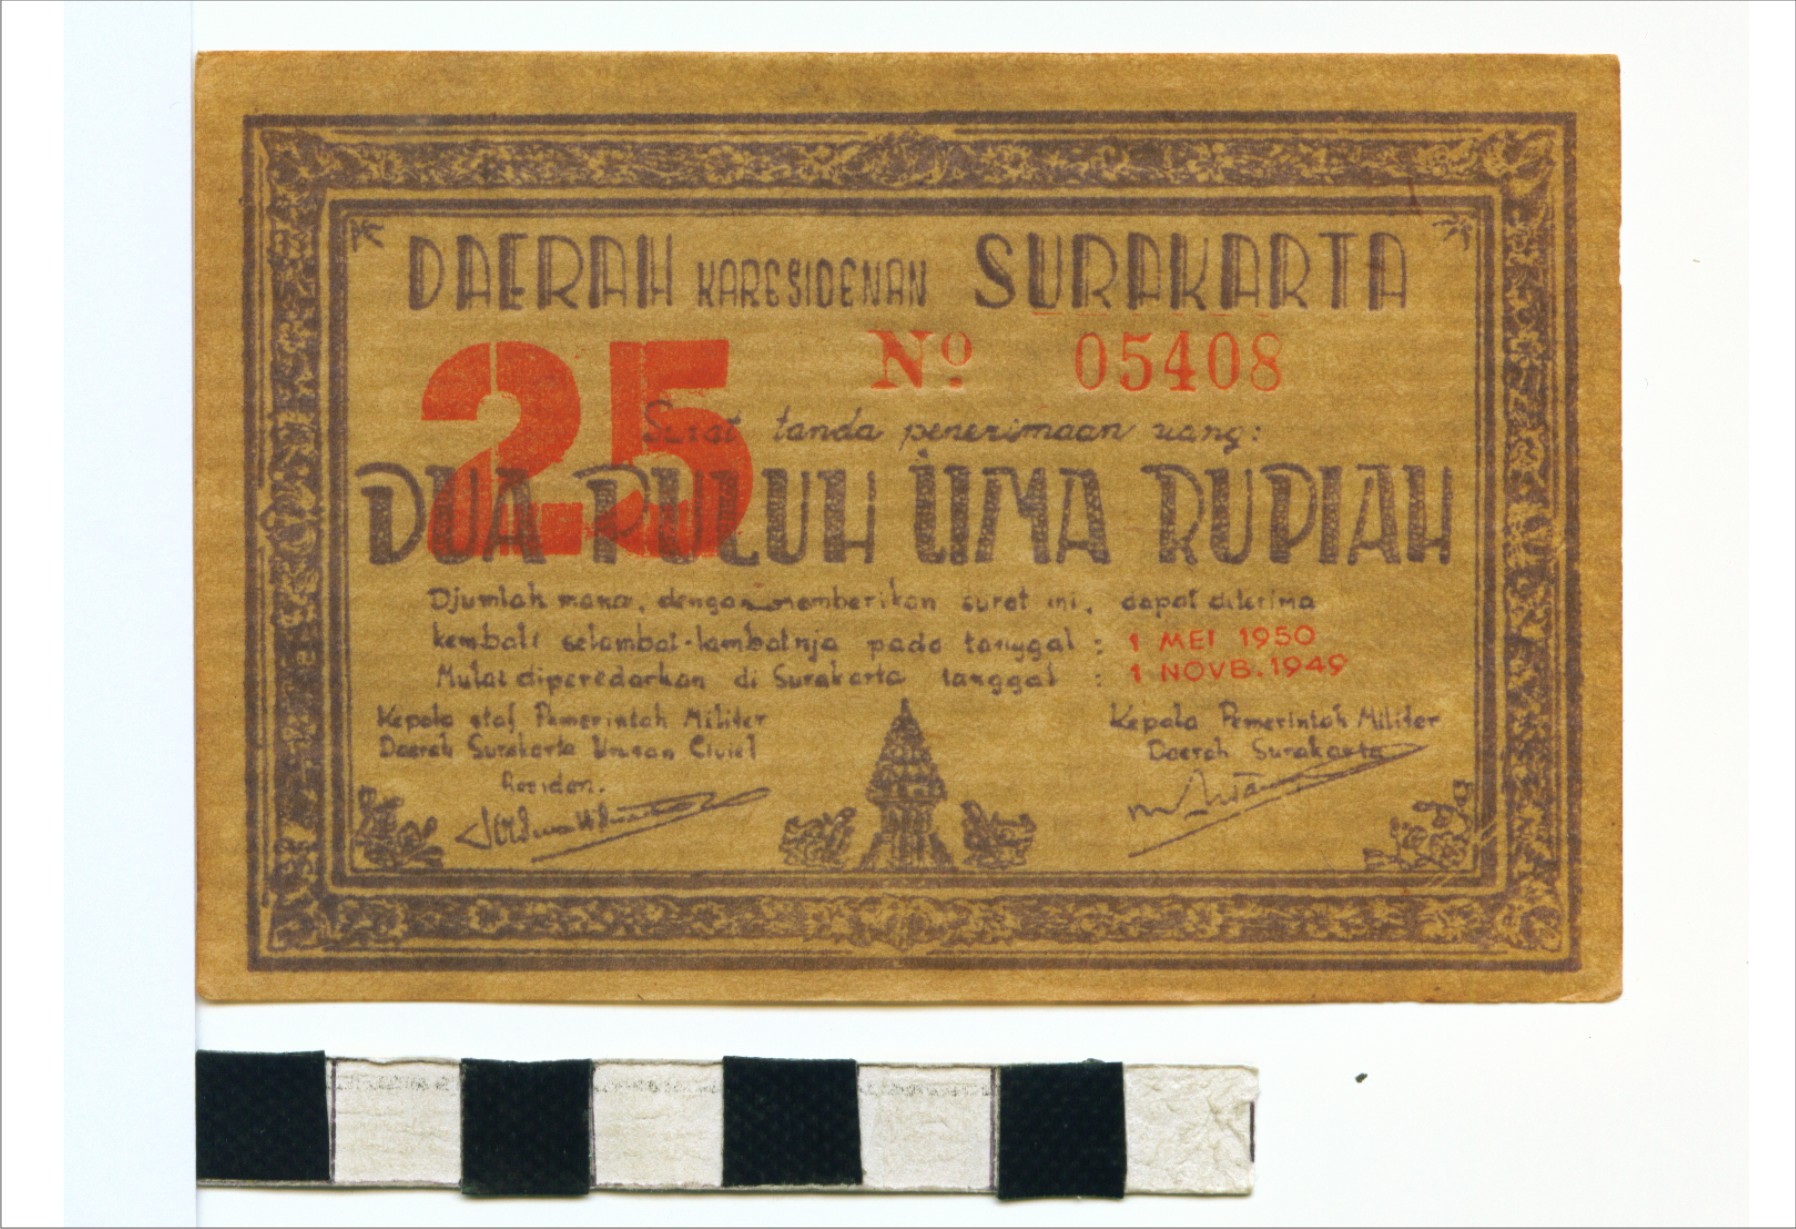 DAERAH KARESIDENAN SURAKARTA
25 No. 05408
Surat tanda penerimaan uang:
DUA PULUH LIMA RUPIAH
Djumlah mana, dengan memberikan surat ini, dapat diterima
kembali selambat-lambatnja pada tanggal : 1 MEI 1950
Mulai diperedarkan di Surakarta tanggal : 1 NOVB. 1949
Kepala staf Pemerintah Militer
Daerah Surakarta Urusan Civiel
Residen.
Kepala Pemerintah Militer
Daerah Surakarta